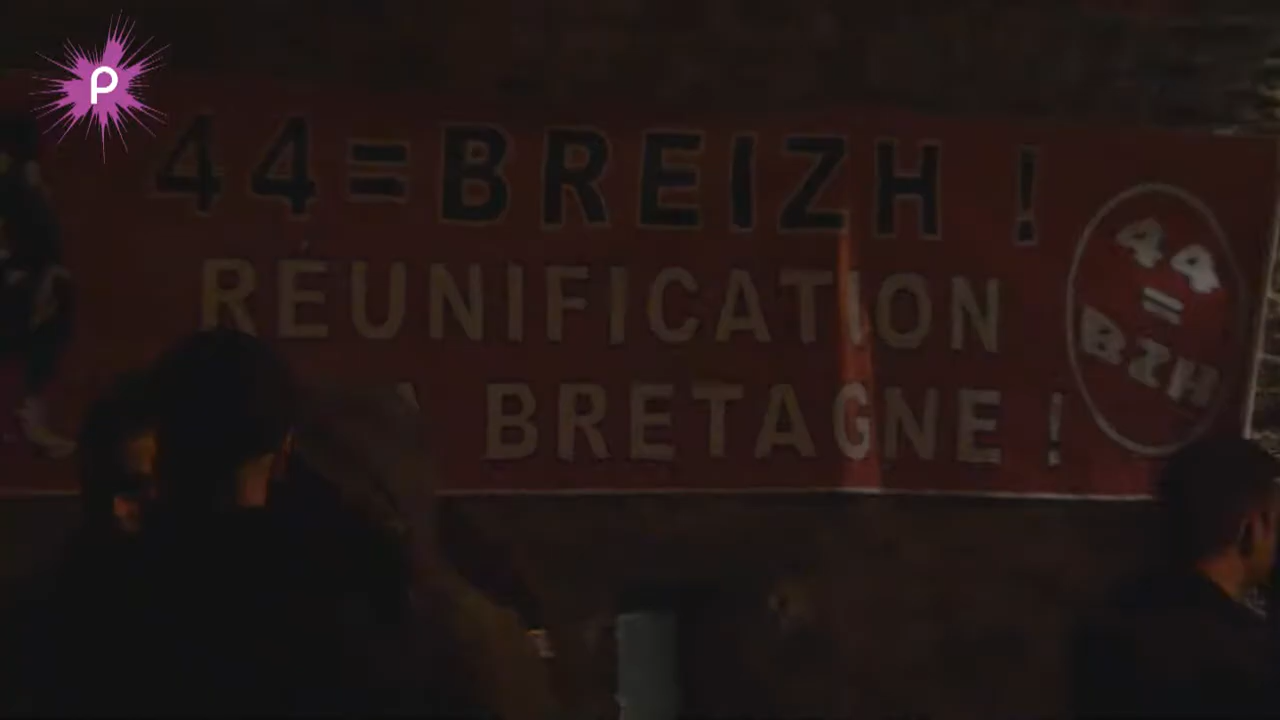 P
44=BREIZH !
RÉUNIFICATION
BRETAGNE !
44
=
BZH